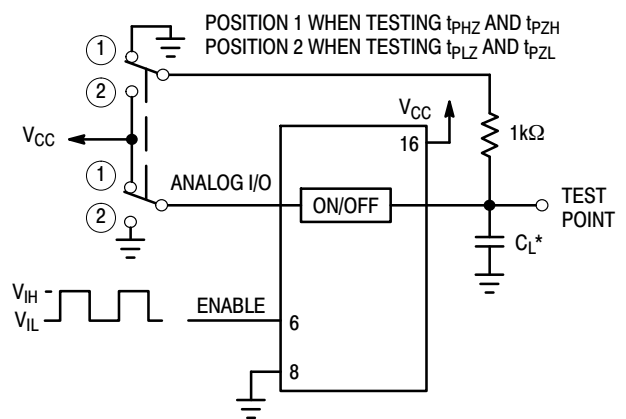 POSITION 1 WHEN TESTING tPHZ AND tPZH
POSITION 2 WHEN TESTING tPLZ AND tPZL
1
2
VCC
VCC
16
1kΩ
1
ANALOG I/O
ON/OFF
TEST
POINT
2
CL*
VIH
VIL
ENABLE
6
8